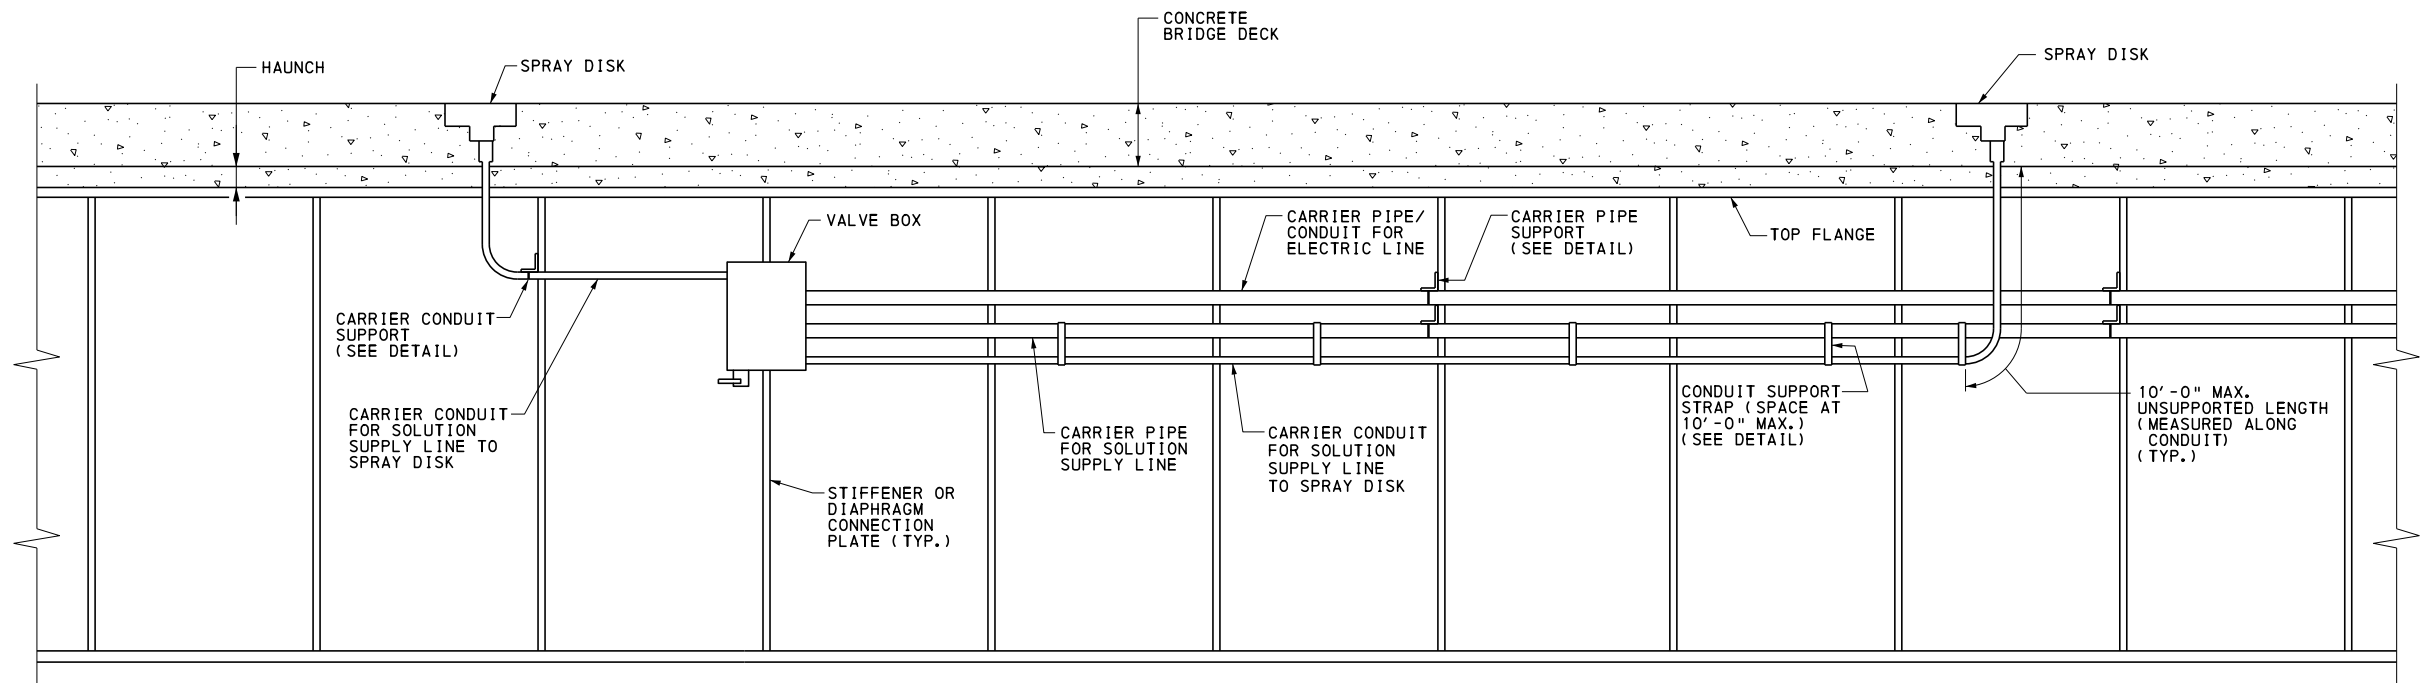 CONCRETE
BRIDGE DECK
HAUNCH
SPRAY DISK
SPRAY DISK
VALVE BOX
CARRIER PIPE/
CONDUIT FOR
ELECTRIC LINE
CARRIER PIPE
SUPPORT
(SEE DETAIL)
TOP FLANGE
CARRIER CONDUIT
SUPPORT
(SEE DETAIL)
CARRIER CONDUIT
FOR SOLUTION
SUPPLY LINE TO
SPRAY DISK
STIFFENER OR
DIAPHRAGM
CONNECTION
PLATE (TYP.)
CARRIER PIPE
FOR SOLUTION
SUPPLY LINE
CARRIER CONDUIT
FOR SOLUTION
SUPPLY LINE
TO SPRAY DISK
CONDUIT SUPPORT
STRAP (SPACE AT
10'-0" MAX.)
(SEE DETAIL)
10'-0" MAX.
UNSUPPORTED LENGTH
(MEASURED ALONG
CONDUIT)
(TYP.)